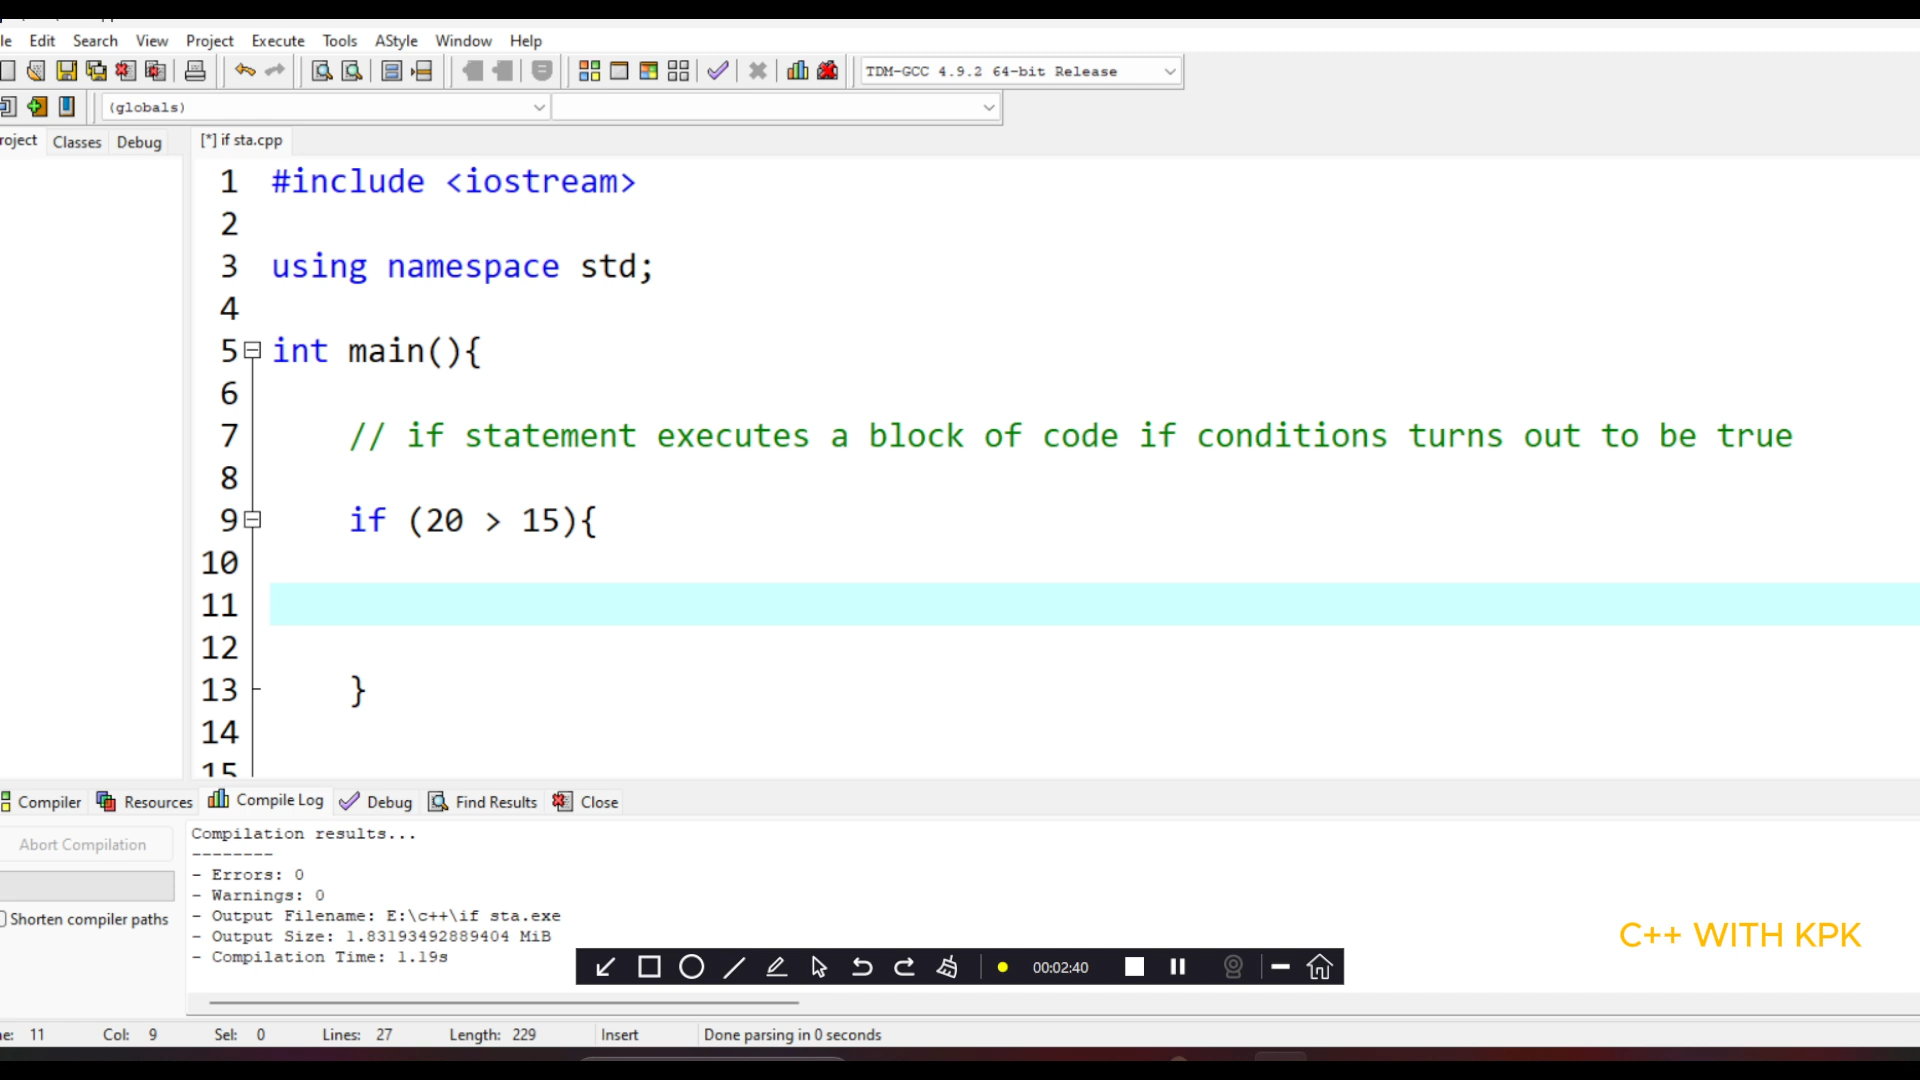 le Edit Search View Project Execute Tools AStyle Window Help
TDM-GCC 4.9.2 64-bit Release
(globals)
roject Classes Debug [*] if sta.cpp
1 #include <iostream>
2
3 using namespace std;
4
5 int main(){
6
7 // if statement executes a block of code if conditions turns out to be true
8
9 if (20 > 15){
10
11
12
13 }
14
15
Compiler Resources Compile Log Debug Find Results Close
Abort Compilation
Shorten compiler paths
Compilation results...
--------
- Errors: 0
- Warnings: 0
- Output Filename: E:\c++\if sta.exe
- Output Size: 1.83193492889404 MiB
- Compilation Time: 1.19s
C++ WITH KPK
00:02:40
ne: 11 Col: 9 Sel: 0 Lines: 27 Length: 229 Insert Done parsing in 0 seconds